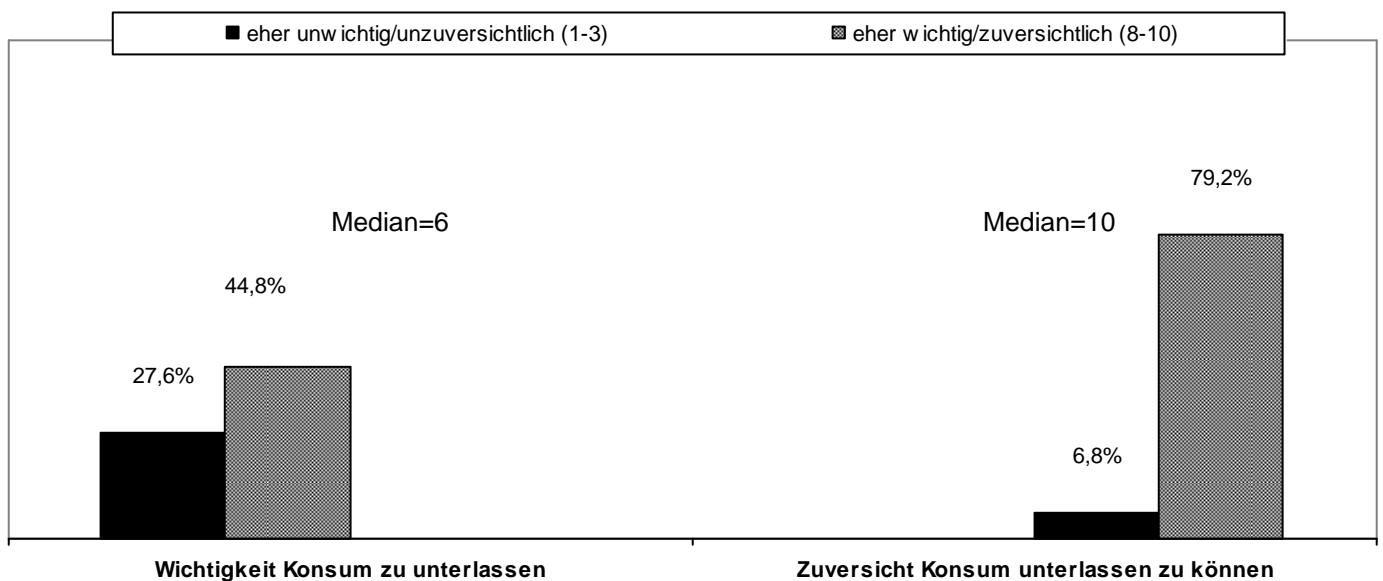 eher unwichtig/unzuversichtlich (1-3) eher wichtig/zuversichtlich (8-10)
79,2%
Median=6 Median=10
44,8%
27,6%
6,8%
Wichtigkeit Konsum zu unterlassen Zuversicht Konsum unterlassen zu können